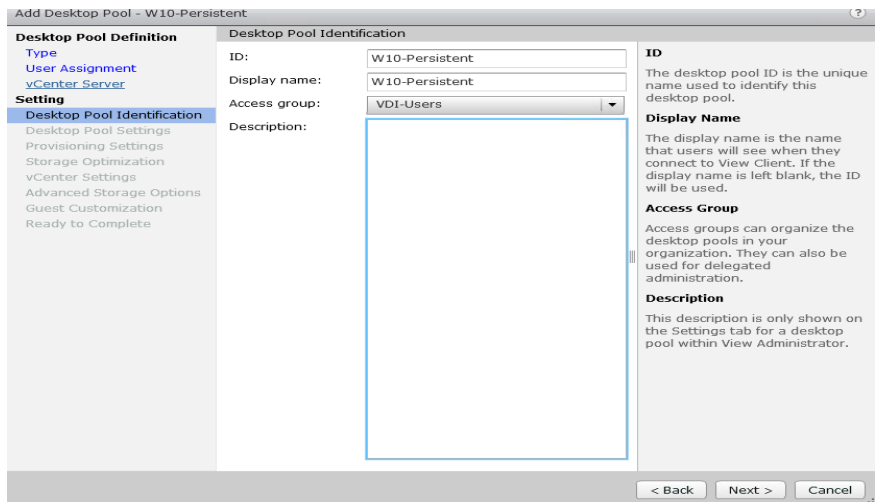 Add Desktop Pool - W10-Persistent
?
Desktop Pool Definition
Type
User Assignment
vCenter Server
Setting
Desktop Pool Identification
Desktop Pool Settings
Provisioning Settings
Storage Optimization
vCenter Settings
Advanced Storage Options
Guest Customization
Ready to Complete
Desktop Pool Identification
ID: W10-Persistent
Display name: W10-Persistent
Access group: VDI-Users
Description:
ID
The desktop pool ID is the unique
name used to identify this
desktop pool.
Display Name
The display name is the name
that users will see when they
connect to View Client. If the
display name is left blank, the ID
will be used.
Access Group
Access groups can organize the
desktop pools in your
organization. They can also be
used for delegated
administration.
Description
This description is only shown on
the Settings tab for a desktop
pool within View Administrator.
< Back Next > Cancel